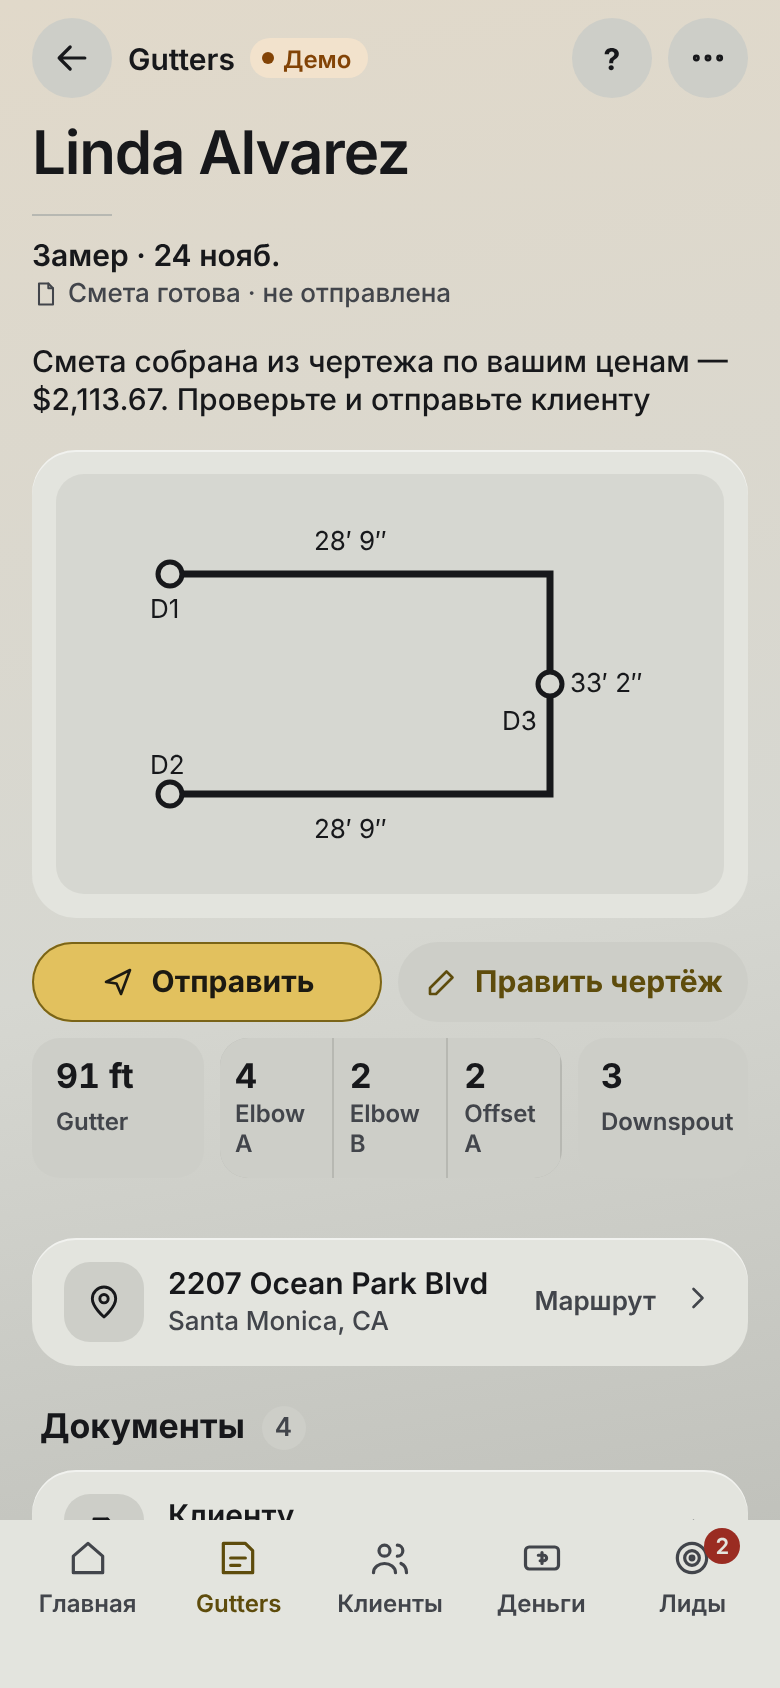 Gutters
Демо
?
Linda Alvarez
Замер · 24 нояб.
Смета готова · не отправлена
Смета собрана из чертежа по вашим ценам —
$2,113.67. Проверьте и отправьте клиенту
28′ 9″
D1
33′ 2″
D3
D2
28′ 9″
Отправить
Править чертёж
91 ft
Gutter
4
Elbow
A
2
Elbow
B
2
Offset
A
3
Downspout
2207 Ocean Park Blvd
Santa Monica, CA
Маршрут
Документы 4
Клиенту
2
Главная
Gutters
Клиенты
Деньги
Лиды